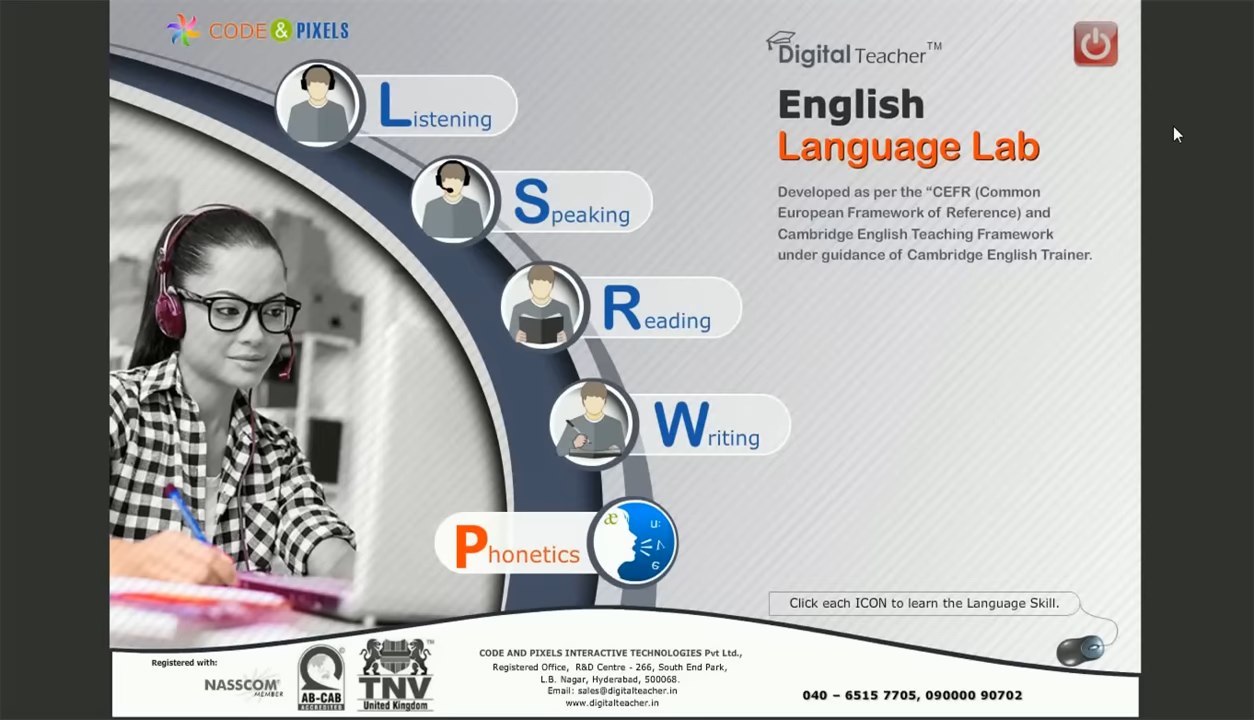 CODE & PIXELS
Digital Teacher™
English
Language Lab
Developed as per the “CEFR (Common
European Framework of Reference) and
Cambridge English Teaching Framework
under guidance of Cambridge English Trainer.
Listening
Speaking
Reading
Writing
Phonetics
æ
u:
Click each ICON to learn the Language Skill.
Registered with:
NASSCOM
MEMBER
AB-CAB
ACCREDITED
TNV
United Kingdom
CODE AND PIXELS INTERACTIVE TECHNOLOGIES Pvt Ltd.,
Registered Office, R&D Centre - 266, South End Park,
L.B. Nagar, Hyderabad, 500068.
Email: sales@digitalteacher.in
www.digitalteacher.in
040 – 6515 7705, 090000 90702